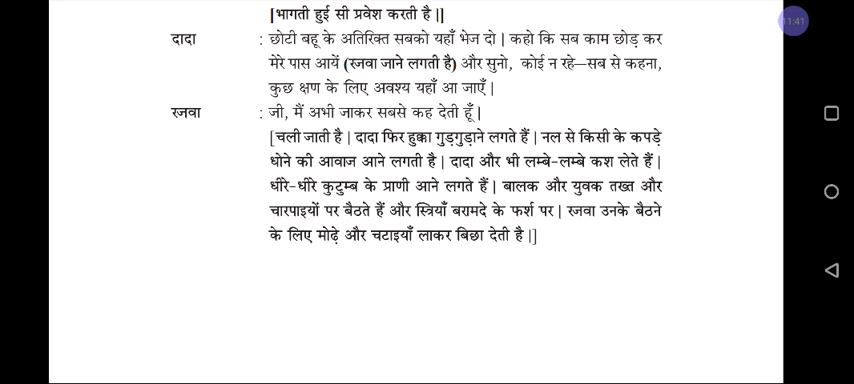 [भागती हुई सी प्रवेश करती है |]
11:41
दादा : छोटी बहू के अतिरिक्त सबको यहाँ भेज दो | कहो कि सब काम छोड़ कर
मेरे पास आयें (रजवा जाने लगती है) और सुनो, कोई न रहे—सब से कहना,
कुछ क्षण के लिए अवश्य यहाँ आ जाएँ |
रजवा : जी, मैं अभी जाकर सबसे कह देती हूँ |
[चली जाती है | दादा फिर हुक्का गुड़गुड़ाने लगते हैं | नल से किसी के कपड़े
धोने की आवाज आने लगती है | दादा और भी लम्बे-लम्बे कश लेते हैं |
धीरे-धीरे कुटुम्ब के प्राणी आने लगते हैं | बालक और युवक तख्त और
चारपाइयों पर बैठते हैं और स्त्रियाँ बरामदे के फर्श पर | रजवा उनके बैठने
के लिए मोढ़े और चटाइयाँ लाकर बिछा देती है |]